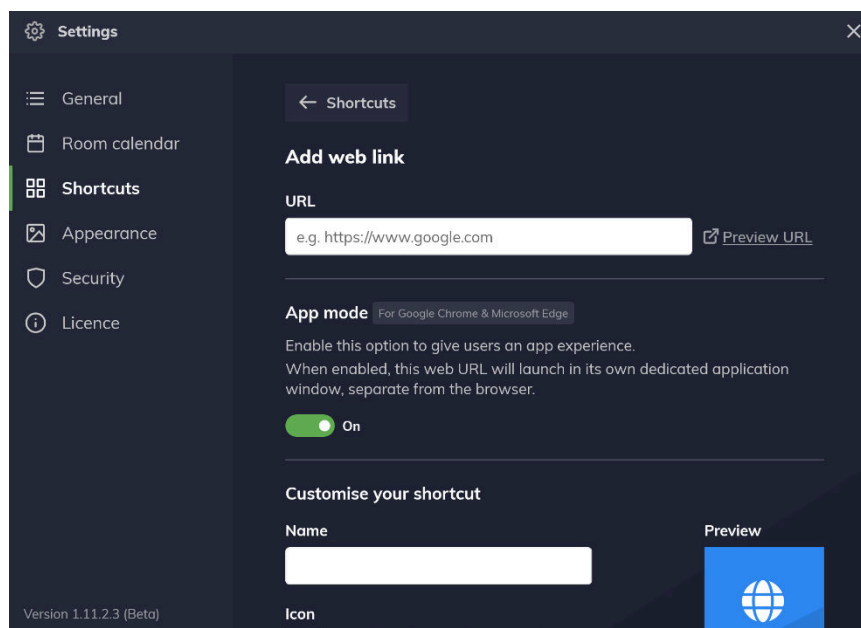 Settings
General
Room calendar
Shortcuts
Appearance
Security
Licence
Version 1.11.2.3 (Beta)
Shortcuts
Add web link
URL
e.g. https://www.google.com
Preview URL
App mode For Google Chrome & Microsoft Edge
Enable this option to give users an app experience.
When enabled, this web URL will launch in its own dedicated application
window, separate from the browser.
On
Customise your shortcut
Name
Preview
Icon